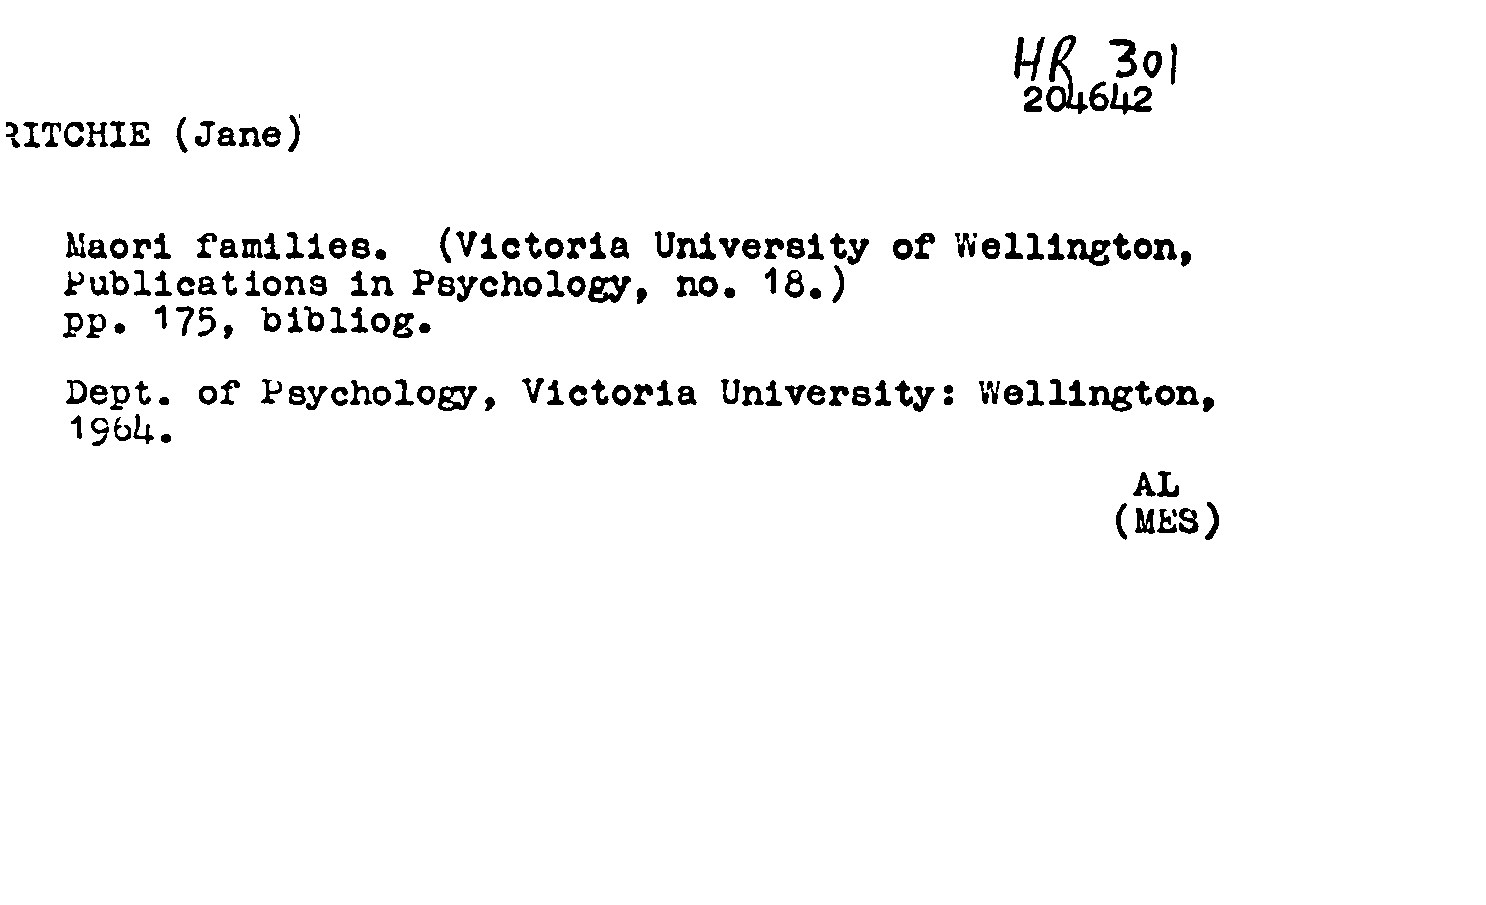 HR 301
204642
RITCHIE (Jane)
Maori families. (Victoria University of Wellington,
Publications in Psychology, no. 18.)
pp. 175, bibliog.
Dept. of Psychology, Victoria University: Wellington,
1964.
AL
(MES)